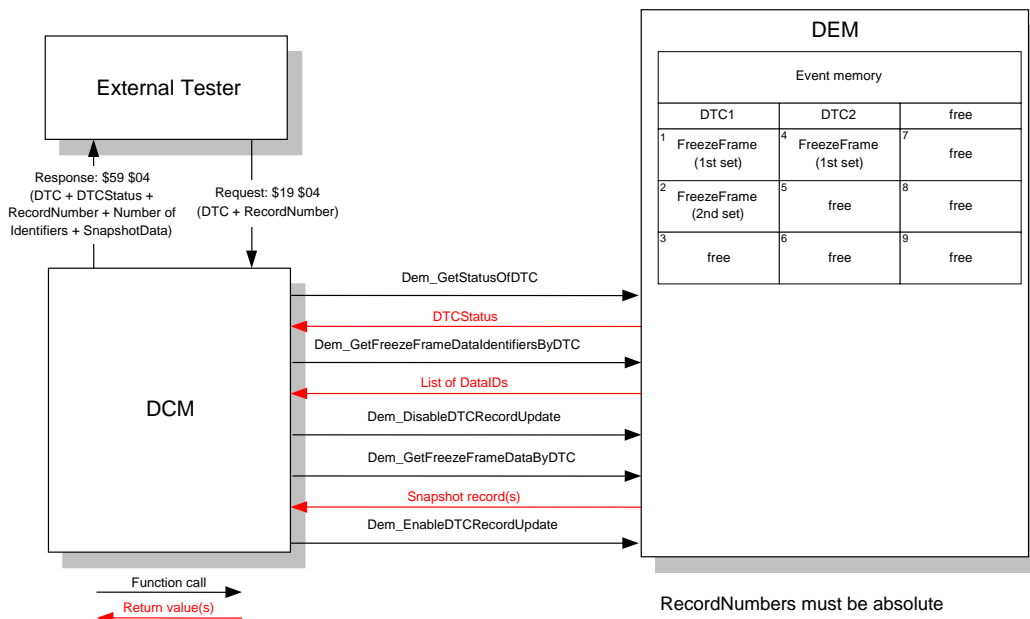 External Tester
Response: $59 $04
(DTC + DTCStatus +
RecordNumber + Number of
Identifiers + SnapshotData)
Request: $19 $04
(DTC + RecordNumber)
DCM
Dem_GetStatusOfDTC
DTCStatus
Dem_GetFreezeFrameDataIdentifiersByDTC
List of DataIDs
Dem_DisableDTCRecordUpdate
Dem_GetFreezeFrameDataByDTC
Snapshot record(s)
Dem_EnableDTCRecordUpdate
Function call
Return value(s)
DEM
Event memory
DTC1 DTC2 free
1 FreezeFrame (1st set) 4 FreezeFrame (1st set) 7 free
2 FreezeFrame (2nd set) 5 free 8 free
3 free 6 free 9 free
RecordNumbers must be absolute